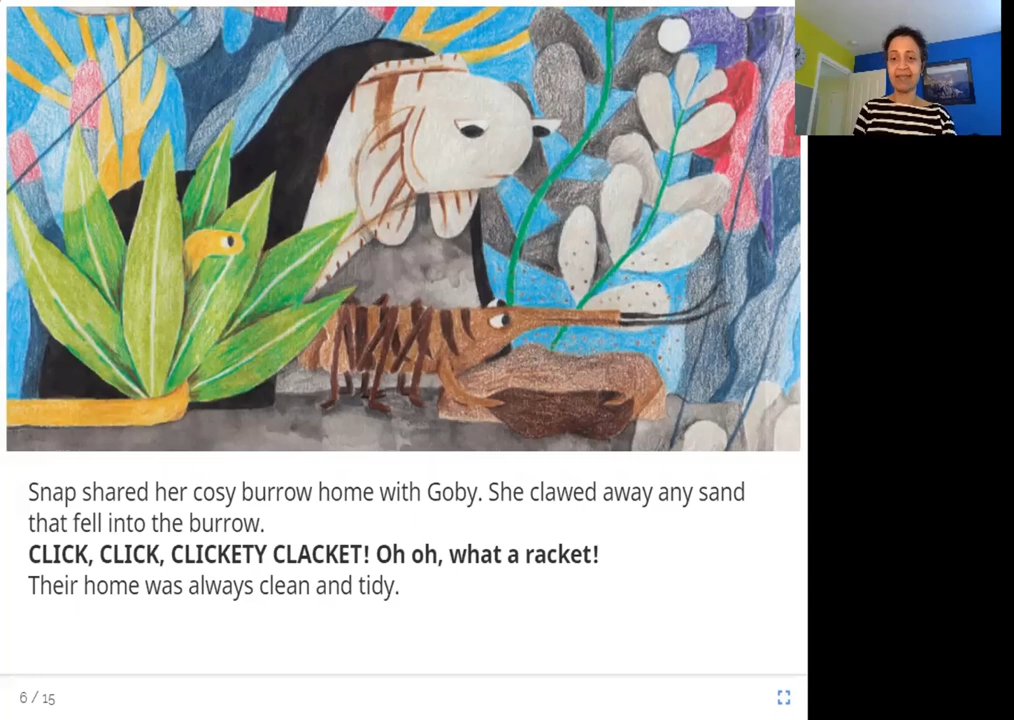 Snap shared her cosy burrow home with Goby. She clawed away any sand
that fell into the burrow.
CLICK, CLICK, CLICKETY CLACKET! Oh oh, what a racket!
Their home was always clean and tidy.
6 / 15